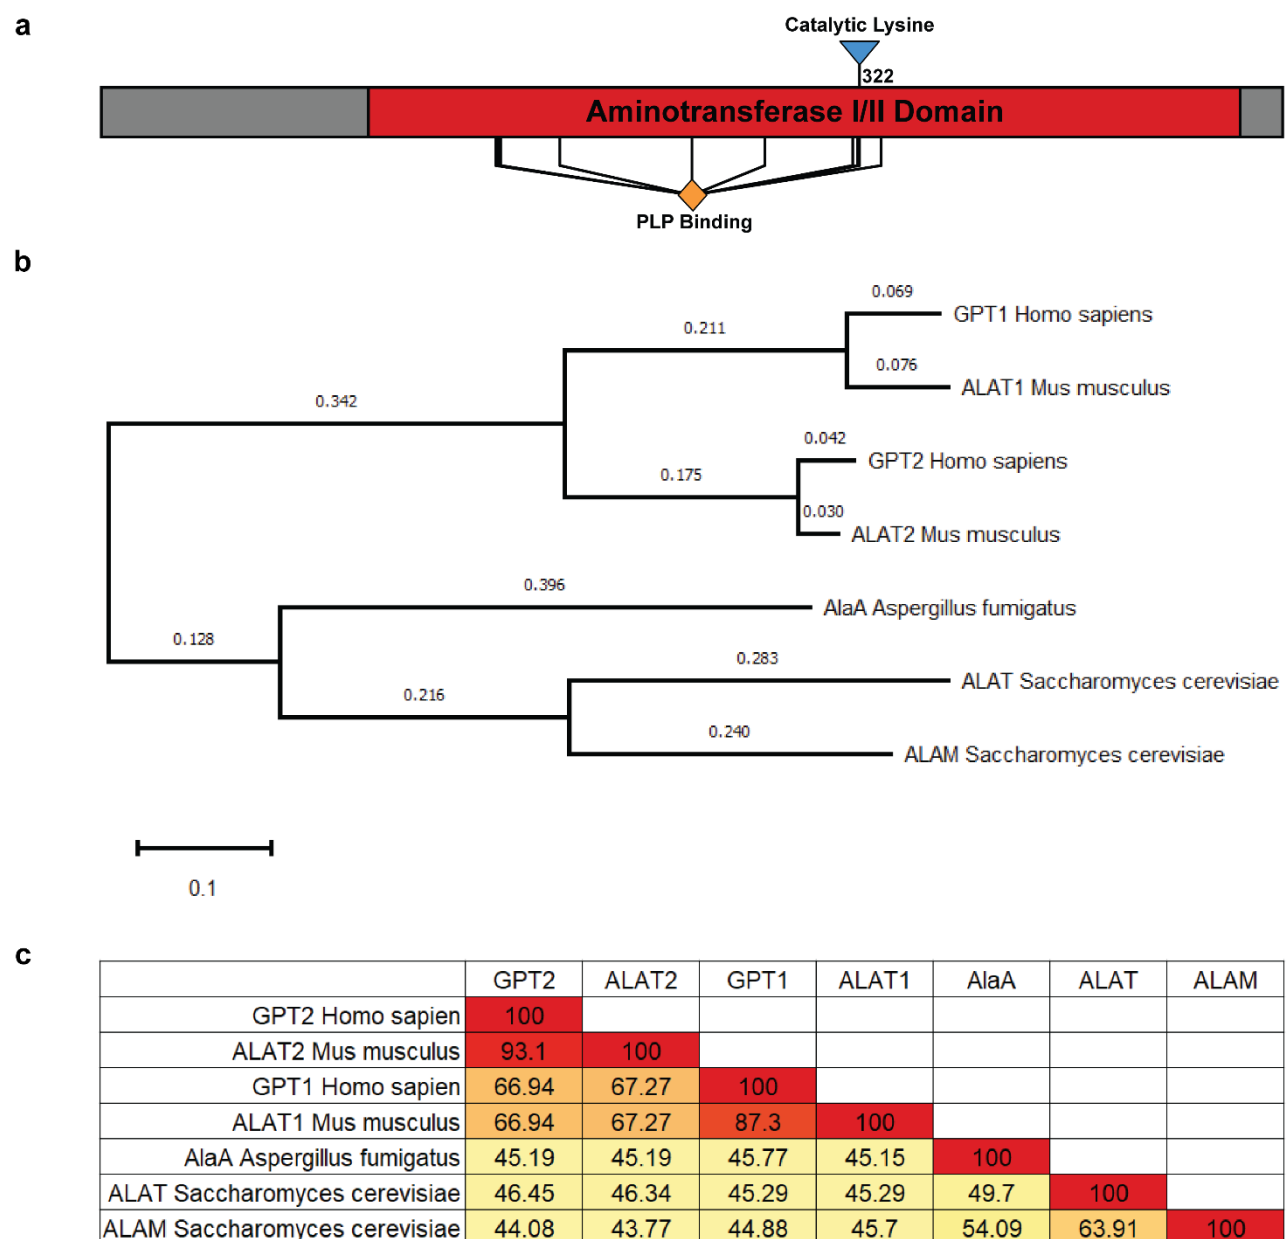 a
Catalytic Lysine
322
Aminotransferase I/II Domain
PLP Binding
b
0.069
GPT1 Homo sapiens
0.211
0.076
ALAT1 Mus musculus
0.342
0.042
GPT2 Homo sapiens
0.175
0.030
ALAT2 Mus musculus
0.396
AlaA Aspergillus fumigatus
0.128
0.283
ALAT Saccharomyces cerevisiae
0.216
0.240
ALAM Saccharomyces cerevisiae
0.1
c
GPT2 ALAT2 GPT1 ALAT1 AlaA ALAT ALAM
GPT2 Homo sapien 100
ALAT2 Mus musculus 93.1 100
GPT1 Homo sapien 66.94 67.27 100
ALAT1 Mus musculus 66.94 67.27 87.3 100
AlaA Aspergillus fumigatus 45.19 45.19 45.77 45.15 100
ALAT Saccharomyces cerevisiae 46.45 46.34 45.29 45.29 49.7 100
ALAM Saccharomyces cerevisiae 44.08 43.77 44.88 45.7 54.09 63.91 100